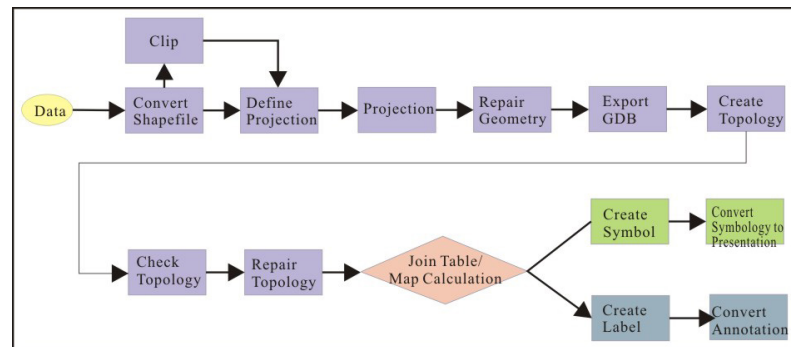 Clip
Data
Convert
Shapefile
Define
Projection
Projection
Repair
Geometry
Export
GDB
Create
Topology
Check
Topology
Repair
Topology
Join Table/
Map Calculation
Create
Symbol
Convert
Symbology to
Presentation
Create
Label
Convert
Annotation